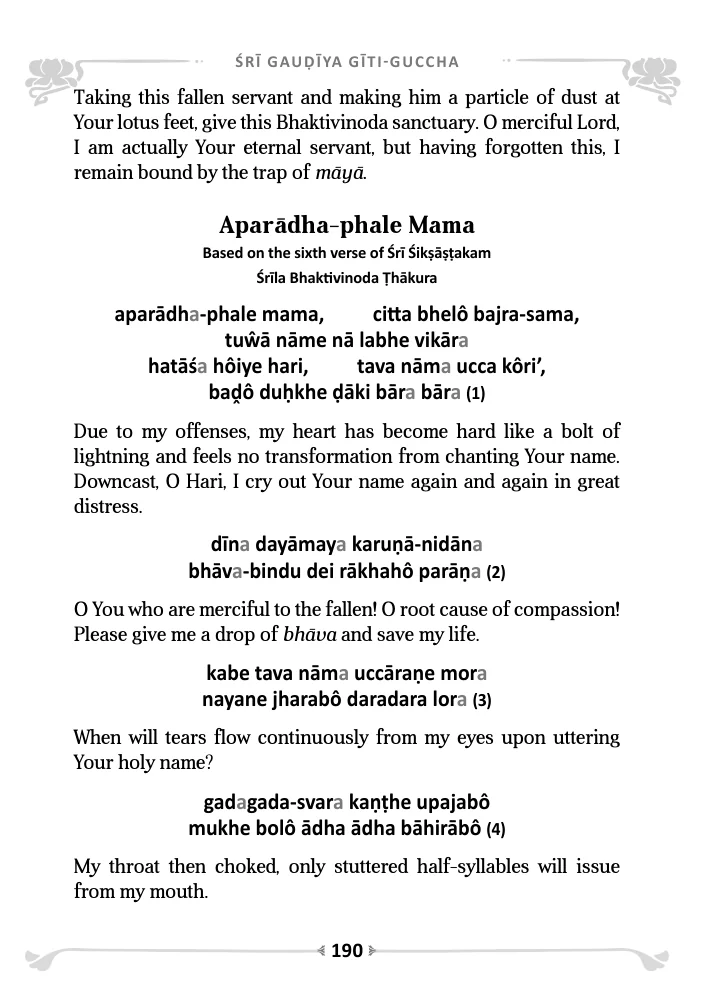 ŚRĪ GAUḌĪYA GĪTI-GUCCHA
Taking this fallen servant and making him a particle of dust at
Your lotus feet, give this Bhaktivinoda sanctuary. O merciful Lord,
I am actually Your eternal servant, but having forgotten this, I
remain bound by the trap of māyā.
Aparādha-phale Mama
Based on the sixth verse of Śrī Śikṣāṣṭakam
Śrīla Bhaktivinoda Ṭhākura
aparādha-phale mama, citta bhelô bajra-sama,
tuŵā nāme nā labhe vikāra
hatāśa hôiye hari, tava nāma ucca kôri’,
baḓô duḥkhe ḍāki bāra bāra (1)
Due to my offenses, my heart has become hard like a bolt of
lightning and feels no transformation from chanting Your name.
Downcast, O Hari, I cry out Your name again and again in great
distress.
dīna dayāmaya karuṇā-nidāna
bhāva-bindu dei rākhahô parāṇa (2)
O You who are merciful to the fallen! O root cause of compassion!
Please give me a drop of bhāva and save my life.
kabe tava nāma uccāraṇe mora
nayane jharabô daradara lora (3)
When will tears flow continuously from my eyes upon uttering
Your holy name?
gadagada-svara kaṇṭhe upajabô
mukhe bolô ādha ādha bāhirābô (4)
My throat then choked, only stuttered half-syllables will issue
from my mouth.
190